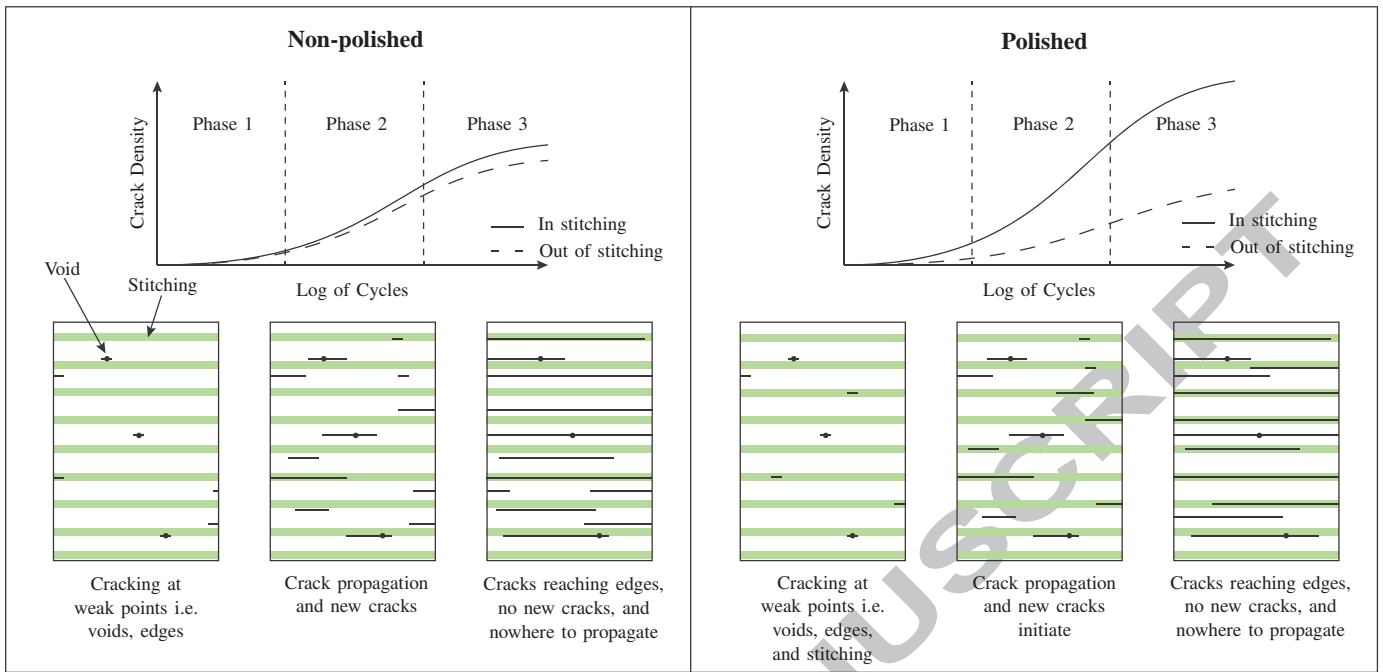 Non-polished
Crack Density
Phase 1
Phase 2
Phase 3
In stitching
Out of stitching
Log of Cycles
Void
Stitching
Cracking at
weak points i.e.
voids, edges
Crack propagation
and new cracks
Cracks reaching edges,
no new cracks, and
nowhere to propagate
Polished
Crack Density
Phase 1
Phase 2
Phase 3
In stitching
Out of stitching
Log of Cycles
Cracking at
weak points i.e.
voids, edges,
and stitching
Crack propagation
and new cracks
initiate
Cracks reaching edges,
no new cracks, and
nowhere to propagate
USCRIPT